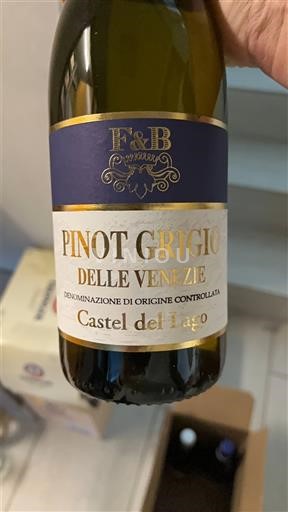 F&B
PINOT GRIGIO
DELLE VENEZIE
DENOMINAZIONE DI ORIGINE CONTROLLATA
Castel del Lago